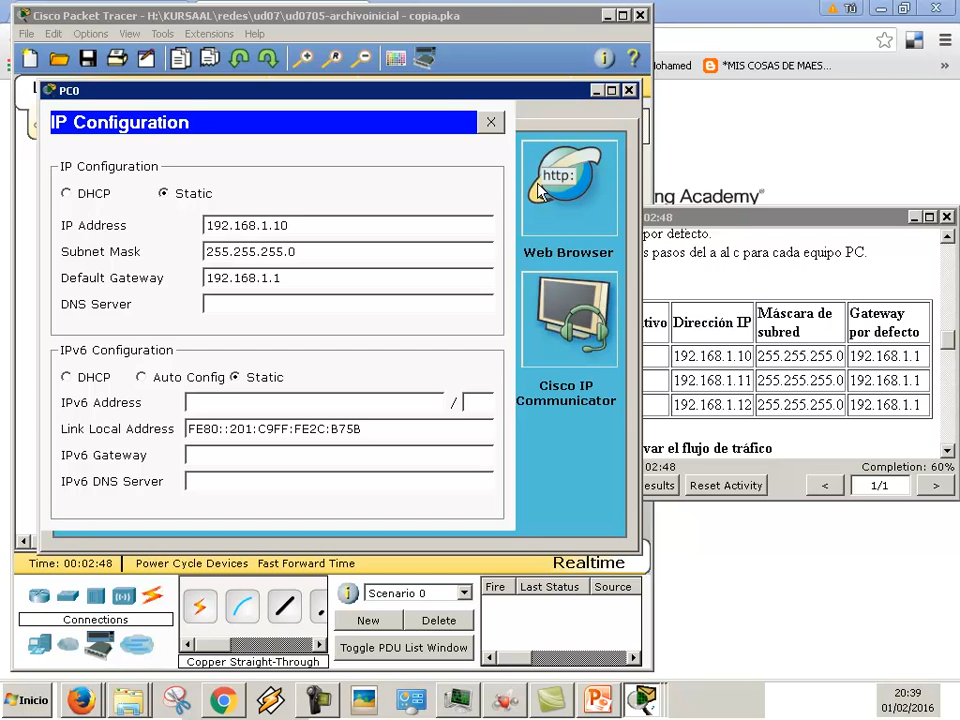 Cisco Packet Tracer - H:\KURSAAL\redes\ud07\ud0705-archivoinicial - copia.pka
File Edit Options View Tools Extensions Help
PC0
IP Configuration
X
IP Configuration
DHCP Static
IP Address 192.168.1.10
Subnet Mask 255.255.255.0
Default Gateway 192.168.1.1
DNS Server
IPv6 Configuration
DHCP Auto Config Static
IPv6 Address /
Link Local Address FE80::201:C9FF:FE2C:B75B
IPv6 Gateway
IPv6 DNS Server
http:
Web Browser
Cisco IP
Communicator
Tú
ohamed *MIS COSAS DE MAES...
»
ing Academy®
02:48
por defecto.
s pasos del a al c para cada equipo PC.
tivo Dirección IP Máscara de subred Gateway por defecto
192.168.1.10 255.255.255.0 192.168.1.1
192.168.1.11 255.255.255.0 192.168.1.1
192.168.1.12 255.255.255.0 192.168.1.1
var el flujo de tráfico
02:48 Completion: 60%
esults Reset Activity < 1/1 >
Time: 00:02:48 Power Cycle Devices Fast Forward Time Realtime
Connections
Copper Straight-Through
Scenario 0
New Delete
Toggle PDU List Window
Fire Last Status Source
Inicio
20:39
01/02/2016